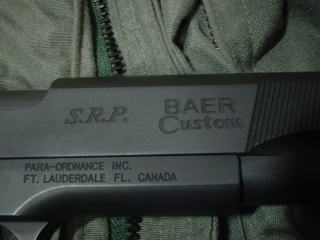 S.R.P.
BAER
Custom
PARA-ORDNANCE INC.
FT. LAUDERDALE FL. CANADA